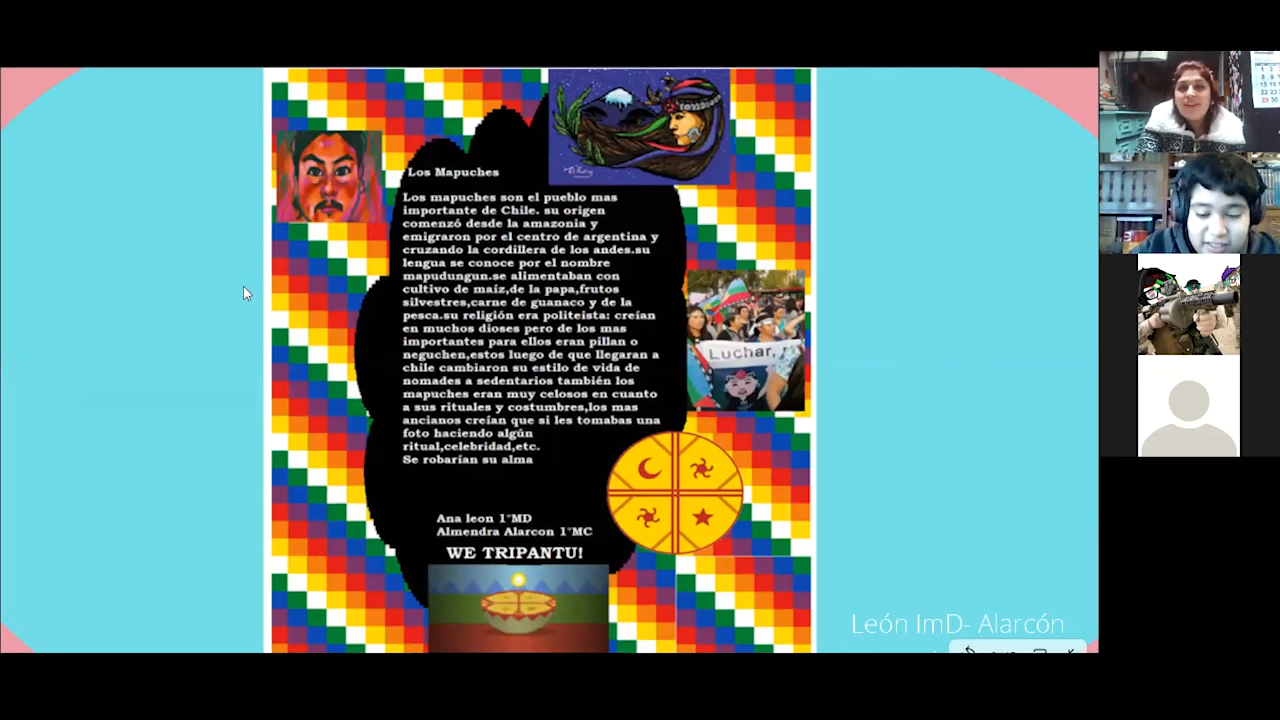 Los Mapuches
Los mapuches son el pueblo mas
importante de Chile. su origen
comenzó desde la amazonia y
emigraron por el centro de argentina y
cruzando la cordillera de los andes.su
lengua se conoce por el nombre
mapudungun.se alimentaban con
cultivo de maíz,de la papa,frutos
silvestres,carne de guanaco y de la
pesca.su religión era politeista: creían
en muchos dioses pero de los mas
importantes para ellos eran pillan o
neguchen,estos luego de que llegaran a
chile cambiaron su estilo de vida de
nomades a sedentarios también los
mapuches eran muy celosos en cuanto
a sus rituales y costumbres,los mas
ancianos creían que si les tomabas una
foto haciendo algún
ritual,celebridad,etc.
Se robarían su alma
Luchar,
Ana leon 1°MD
Almendra Alarcon 1°MC
WE TRIPANTU!
León ImD- Alarcón